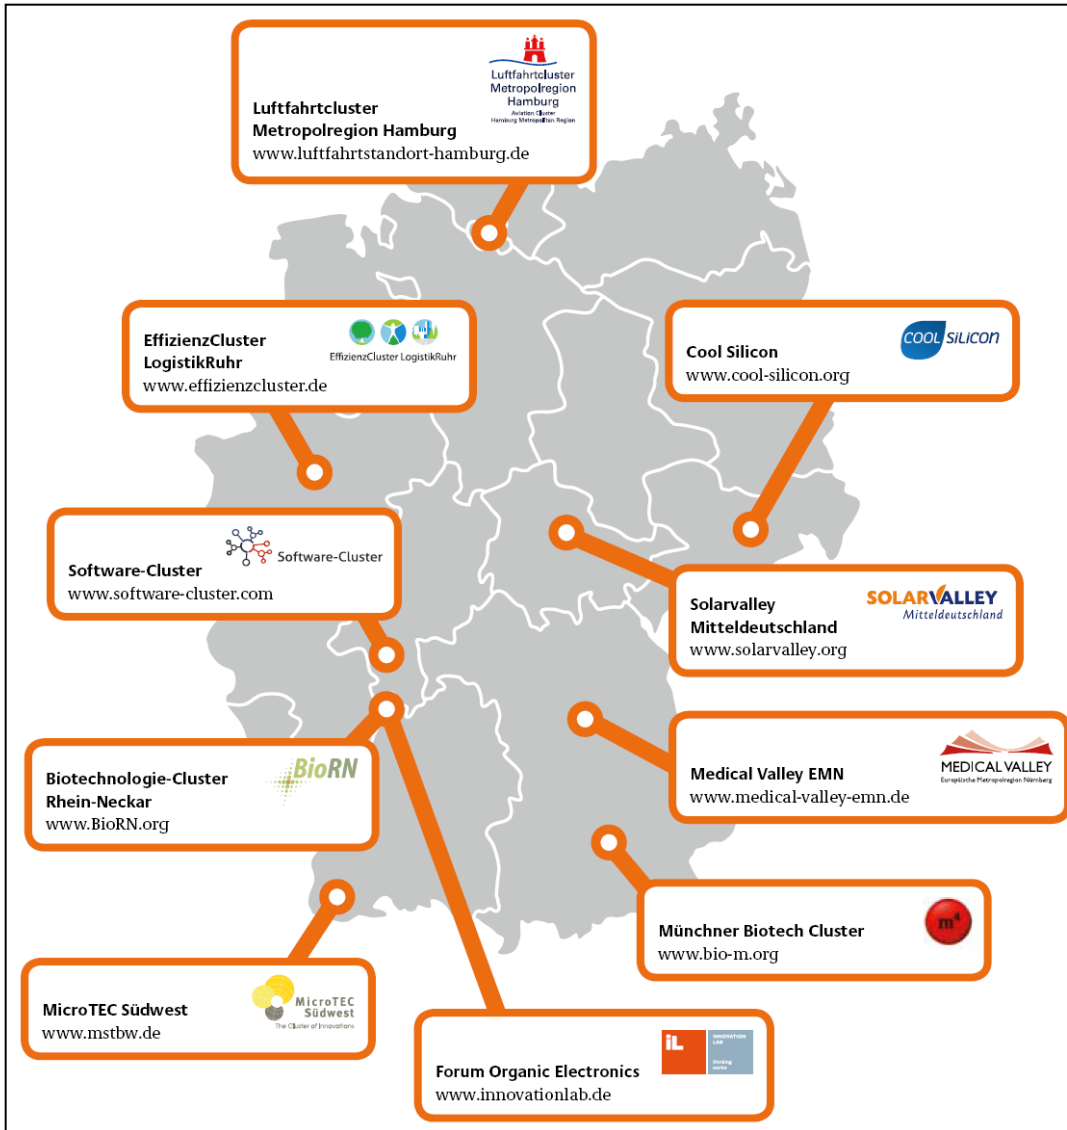 Luftfahrtcluster
Metropolregion
Hamburg
Aviation Cluster
Hamburg Metropolitan Region
Luftfahrtcluster
Metropolregion Hamburg
www.luftfahrtstandort-hamburg.de
EffizienzCluster
LogistikRuhr
www.effizienzcluster.de
EffizienzCluster LogistikRuhr
Cool Silicon
www.cool-silicon.org
COOL SILICON
Software-Cluster
Software-Cluster
www.software-cluster.com
Solarvalley
Mitteldeutschland
www.solarvalley.org
SOLARVALLEY
Mitteldeutschland
Biotechnologie-Cluster
Rhein-Neckar
www.BioRN.org
BioRN
Medical Valley EMN
www.medical-valley-emn.de
MEDICAL VALLEY
Europäische Metropolregion Nürnberg
Münchner Biotech Cluster
www.bio-m.org
m⁴
MicroTEC Südwest
www.mstbw.de
MicroTEC
Südwest
The Cluster of Innovations
Forum Organic Electronics
www.innovationlab.de
iL
INNOVATION
LAB
thinking
works